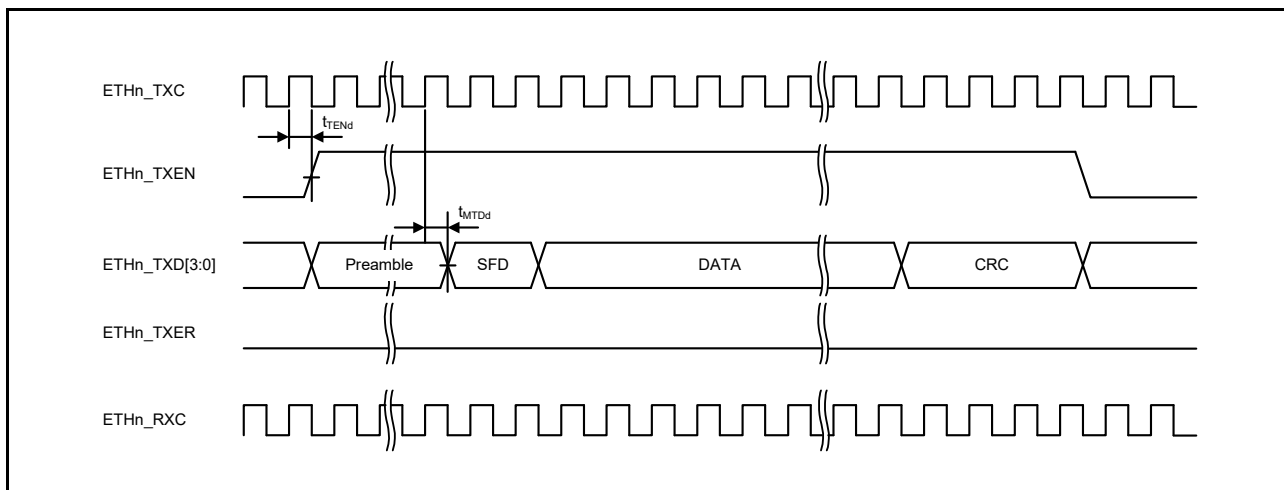 ETHn_TXC
tTENd
ETHn_TXEN
tMTDd
ETHn_TXD[3:0]
Preamble
SFD
DATA
CRC
ETHn_TXER
ETHn_RXC